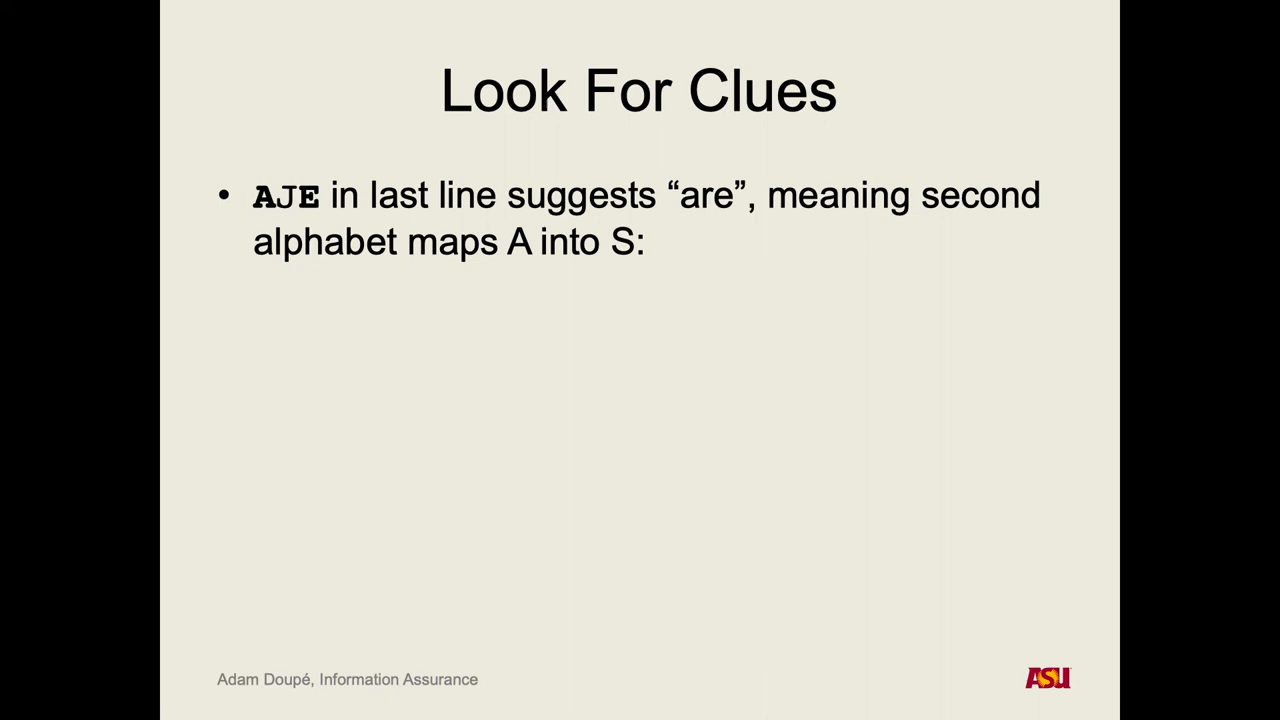 Look For Clues
• AJE in last line suggests “are”, meaning second
alphabet maps A into S:
Adam Doupé, Information Assurance
ASU